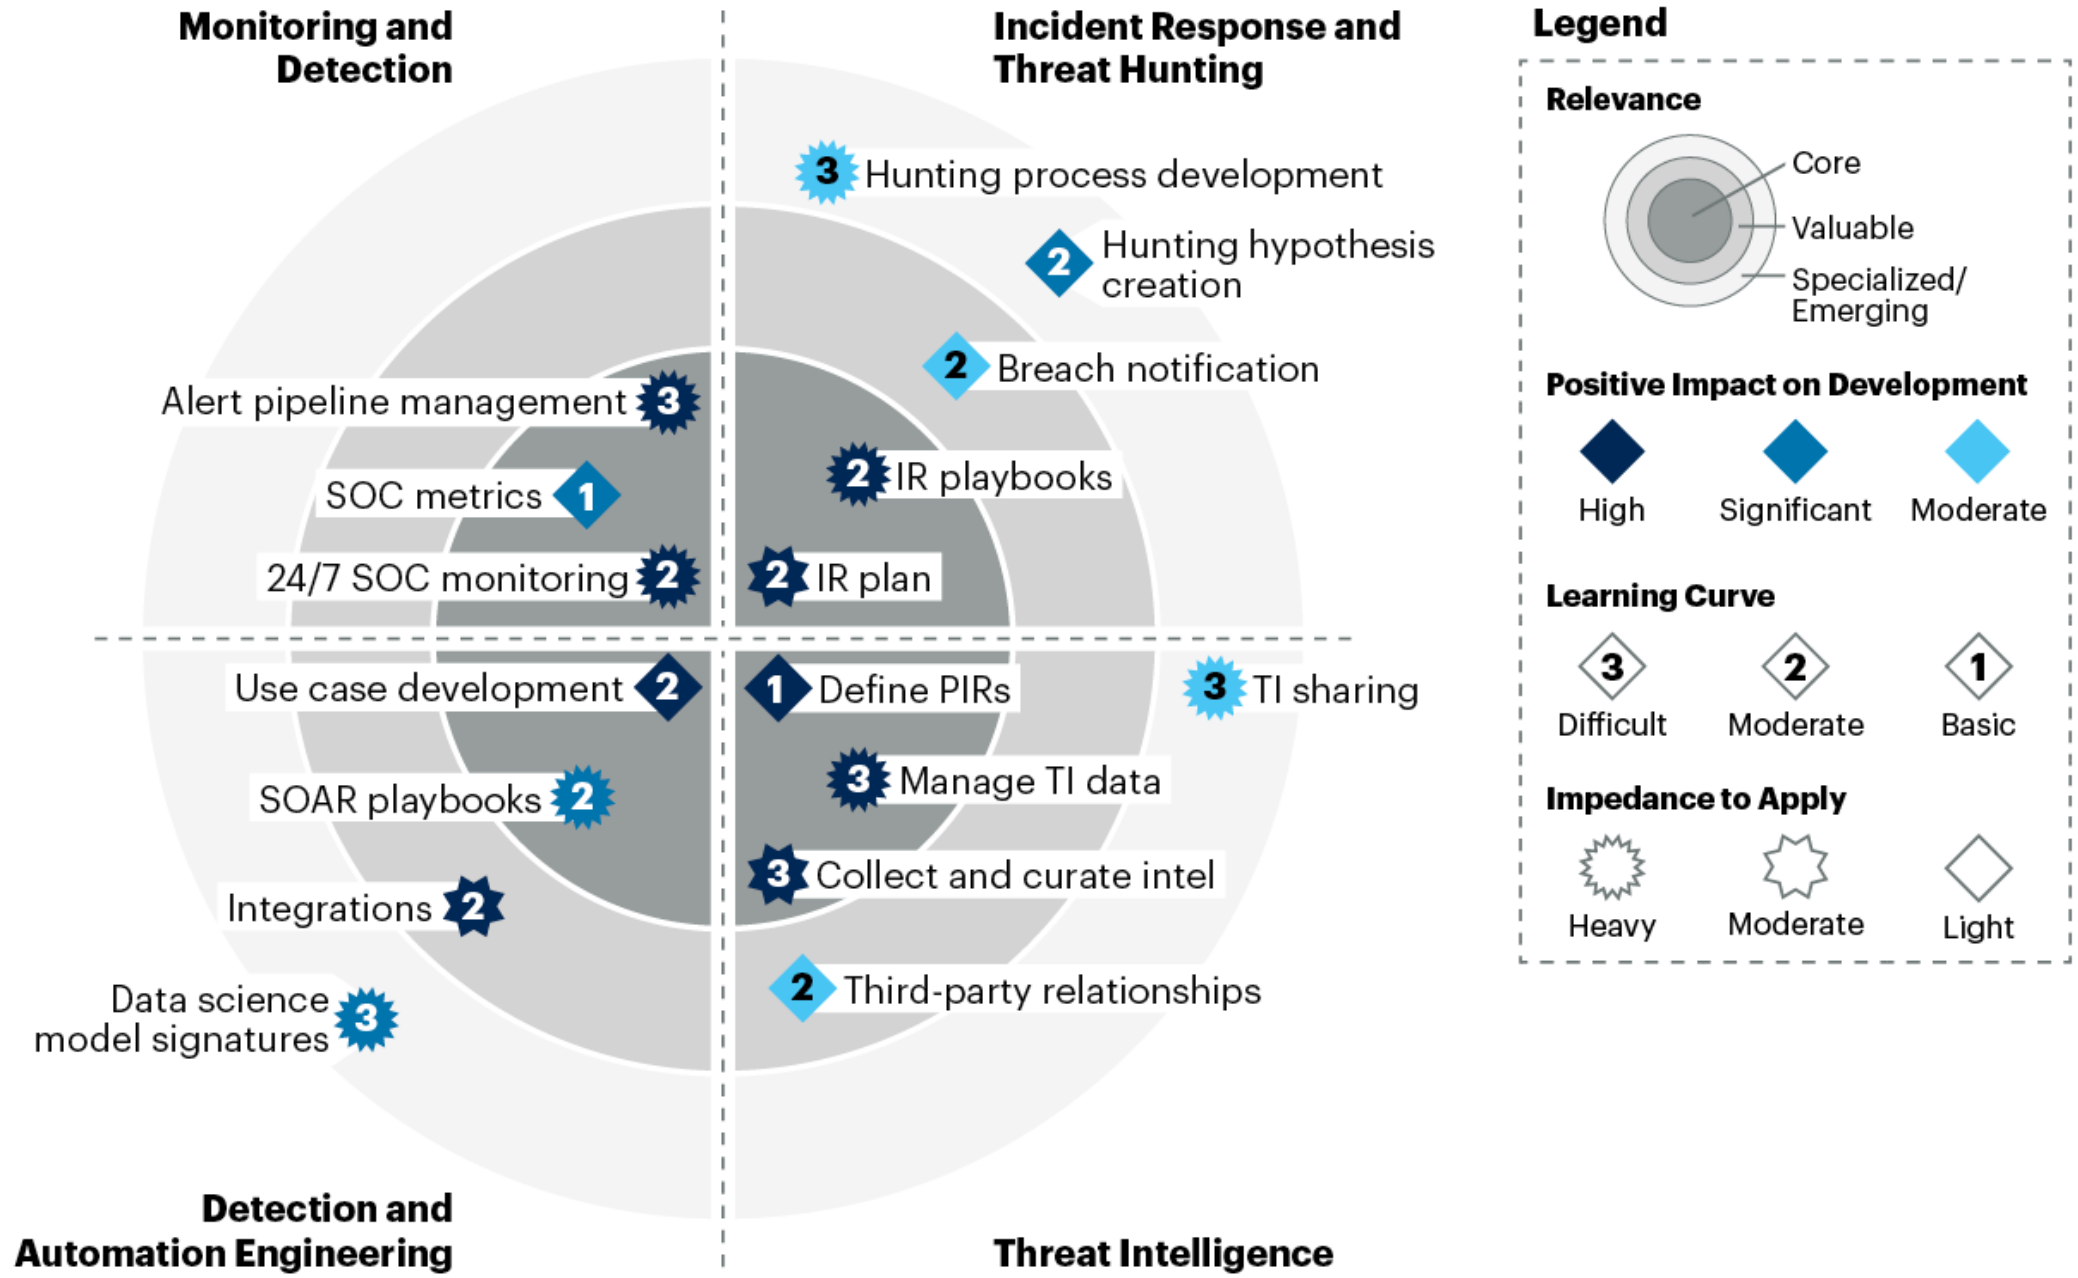 Monitoring and
Detection
Incident Response and
Threat Hunting
3 Hunting process development
2 Hunting hypothesis
creation
2 Breach notification
Alert pipeline management 3
SOC metrics 1
24/7 SOC monitoring 2
2 IR playbooks
2 IR plan
Use case development 2
SOAR playbooks 2
Integrations 2
Data science
model signatures 3
1 Define PIRs
3 TI sharing
3 Manage TI data
3 Collect and curate intel
2 Third-party relationships
Detection and
Automation Engineering
Threat Intelligence
Legend
Relevance
Core
Valuable
Specialized/
Emerging
Positive Impact on Development
High Significant Moderate
Learning Curve
3 2 1
Difficult Moderate Basic
Impedance to Apply
Heavy Moderate Light